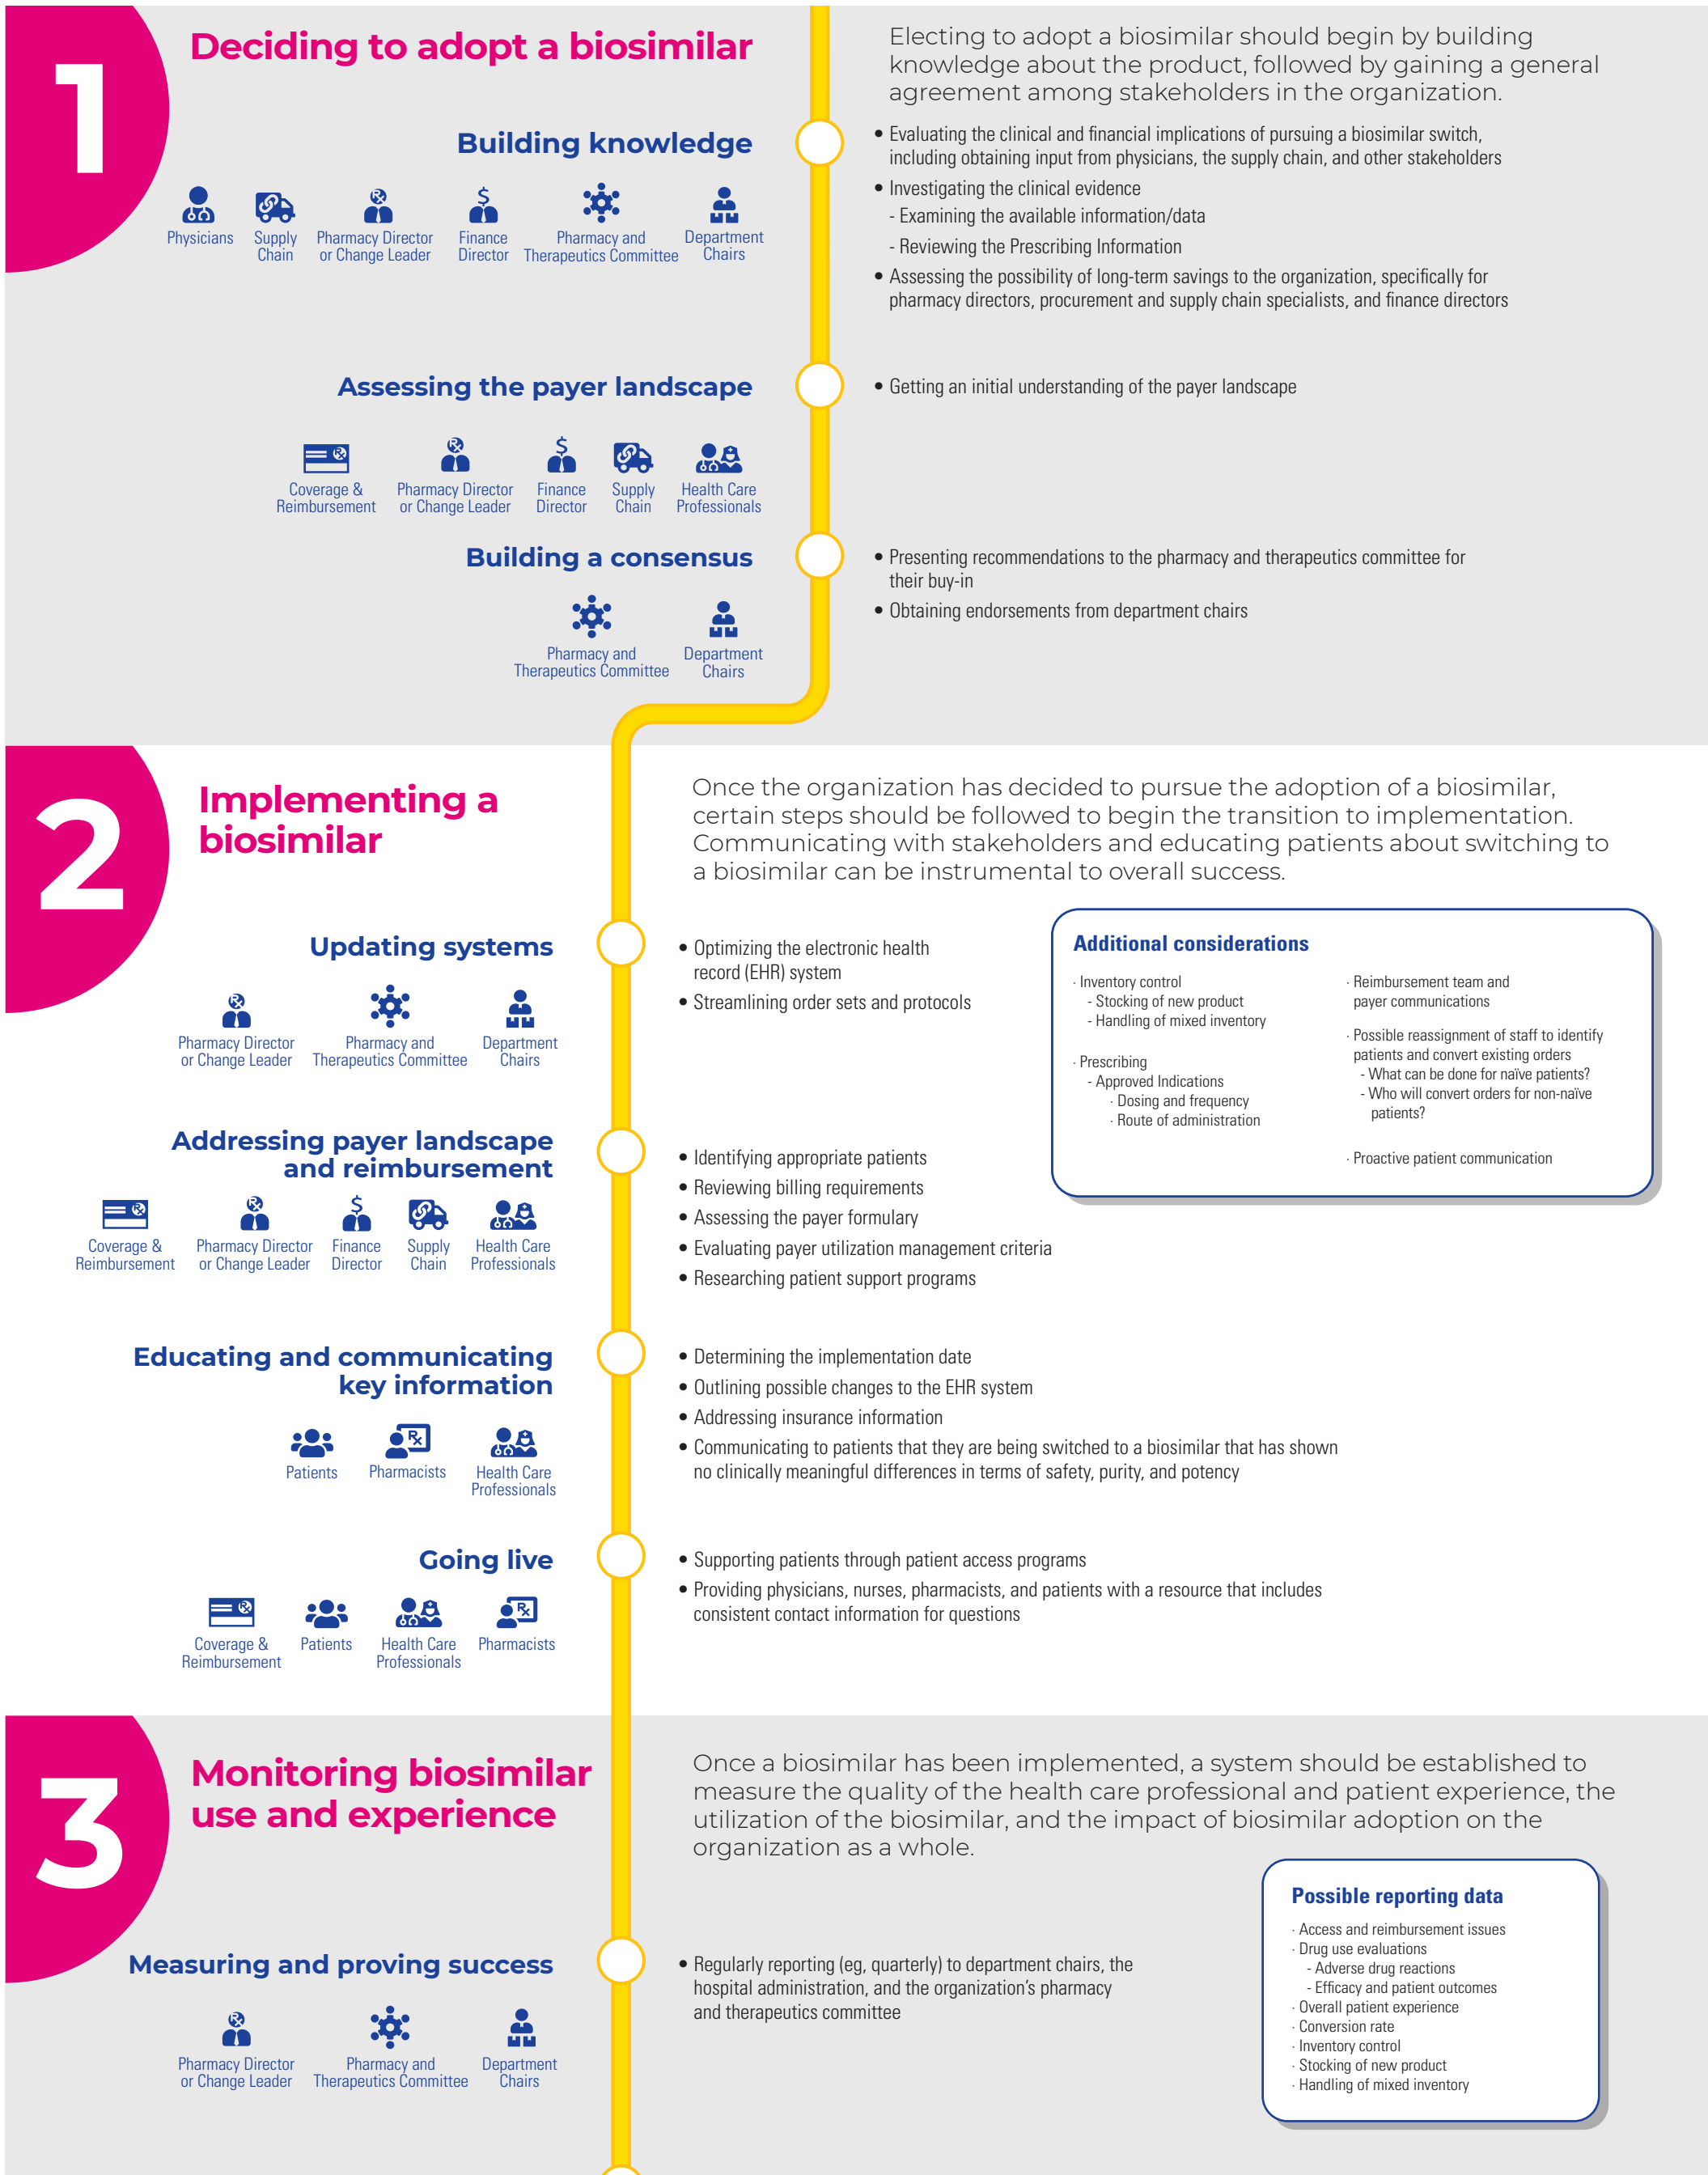 1
Deciding to adopt a biosimilar
Electing to adopt a biosimilar should begin by building
knowledge about the product, followed by gaining a general
agreement among stakeholders in the organization.
Building knowledge
Physicians
Supply
Chain
Pharmacy Director
or Change Leader
Finance
Director
Pharmacy and
Therapeutics Committee
Department
Chairs
• Evaluating the clinical and financial implications of pursuing a biosimilar switch,
including obtaining input from physicians, the supply chain, and other stakeholders
• Investigating the clinical evidence
- Examining the available information/data
- Reviewing the Prescribing Information
• Assessing the possibility of long-term savings to the organization, specifically for
pharmacy directors, procurement and supply chain specialists, and finance directors
Assessing the payer landscape
Coverage &
Reimbursement
Pharmacy Director
or Change Leader
Finance
Director
Supply
Chain
Health Care
Professionals
• Getting an initial understanding of the payer landscape
Building a consensus
Pharmacy and
Therapeutics Committee
Department
Chairs
• Presenting recommendations to the pharmacy and therapeutics committee for
their buy-in
• Obtaining endorsements from department chairs
2
Implementing a
biosimilar
Once the organization has decided to pursue the adoption of a biosimilar,
certain steps should be followed to begin the transition to implementation.
Communicating with stakeholders and educating patients about switching to
a biosimilar can be instrumental to overall success.
Updating systems
Pharmacy Director
or Change Leader
Pharmacy and
Therapeutics Committee
Department
Chairs
• Optimizing the electronic health
record (EHR) system
• Streamlining order sets and protocols
Additional considerations
· Inventory control
- Stocking of new product
- Handling of mixed inventory
· Prescribing
- Approved Indications
· Dosing and frequency
· Route of administration
· Reimbursement team and
payer communications
· Possible reassignment of staff to identify
patients and convert existing orders
- What can be done for naïve patients?
- Who will convert orders for non-naïve
patients?
· Proactive patient communication
Addressing payer landscape
and reimbursement
Coverage &
Reimbursement
Pharmacy Director
or Change Leader
Finance
Director
Supply
Chain
Health Care
Professionals
• Identifying appropriate patients
• Reviewing billing requirements
• Assessing the payer formulary
• Evaluating payer utilization management criteria
• Researching patient support programs
Educating and communicating
key information
Patients
Pharmacists
Health Care
Professionals
• Determining the implementation date
• Outlining possible changes to the EHR system
• Addressing insurance information
• Communicating to patients that they are being switched to a biosimilar that has shown
no clinically meaningful differences in terms of safety, purity, and potency
Going live
Coverage &
Reimbursement
Patients
Health Care
Professionals
Pharmacists
• Supporting patients through patient access programs
• Providing physicians, nurses, pharmacists, and patients with a resource that includes
consistent contact information for questions
3
Monitoring biosimilar
use and experience
Once a biosimilar has been implemented, a system should be established to
measure the quality of the health care professional and patient experience, the
utilization of the biosimilar, and the impact of biosimilar adoption on the
organization as a whole.
Measuring and proving success
Pharmacy Director
or Change Leader
Pharmacy and
Therapeutics Committee
Department
Chairs
• Regularly reporting (eg, quarterly) to department chairs, the
hospital administration, and the organization’s pharmacy
and therapeutics committee
Possible reporting data
· Access and reimbursement issues
· Drug use evaluations
- Adverse drug reactions
- Efficacy and patient outcomes
· Overall patient experience
· Conversion rate
· Inventory control
· Stocking of new product
· Handling of mixed inventory